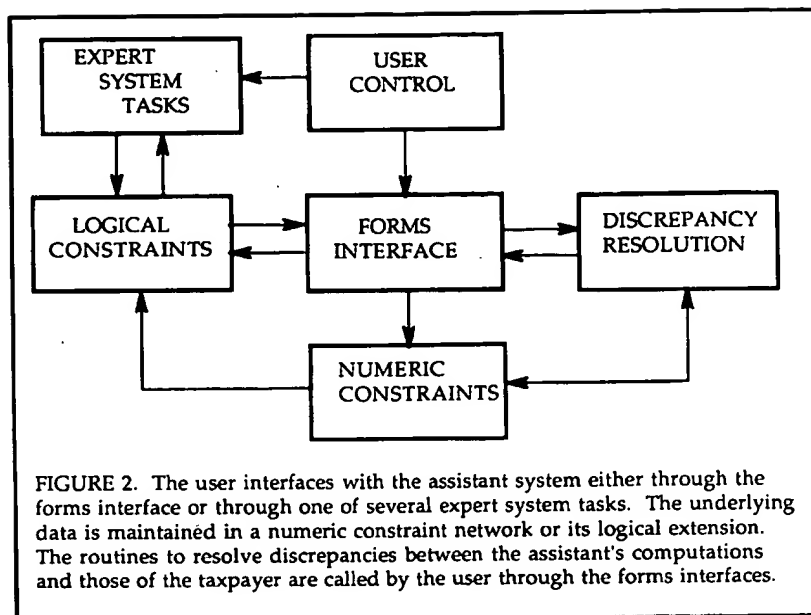 EXPERT
SYSTEM
TASKS
USER
CONTROL
LOGICAL
CONSTRAINTS
FORMS
INTERFACE
DISCREPANCY
RESOLUTION
NUMERIC
CONSTRAINTS
FIGURE 2. The user interfaces with the assistant system either through the
forms interface or through one of several expert system tasks. The underlying
data is maintained in a numeric constraint network or its logical extension.
The routines to resolve discrepancies between the assistant's computations
and those of the taxpayer are called by the user through the forms interfaces.